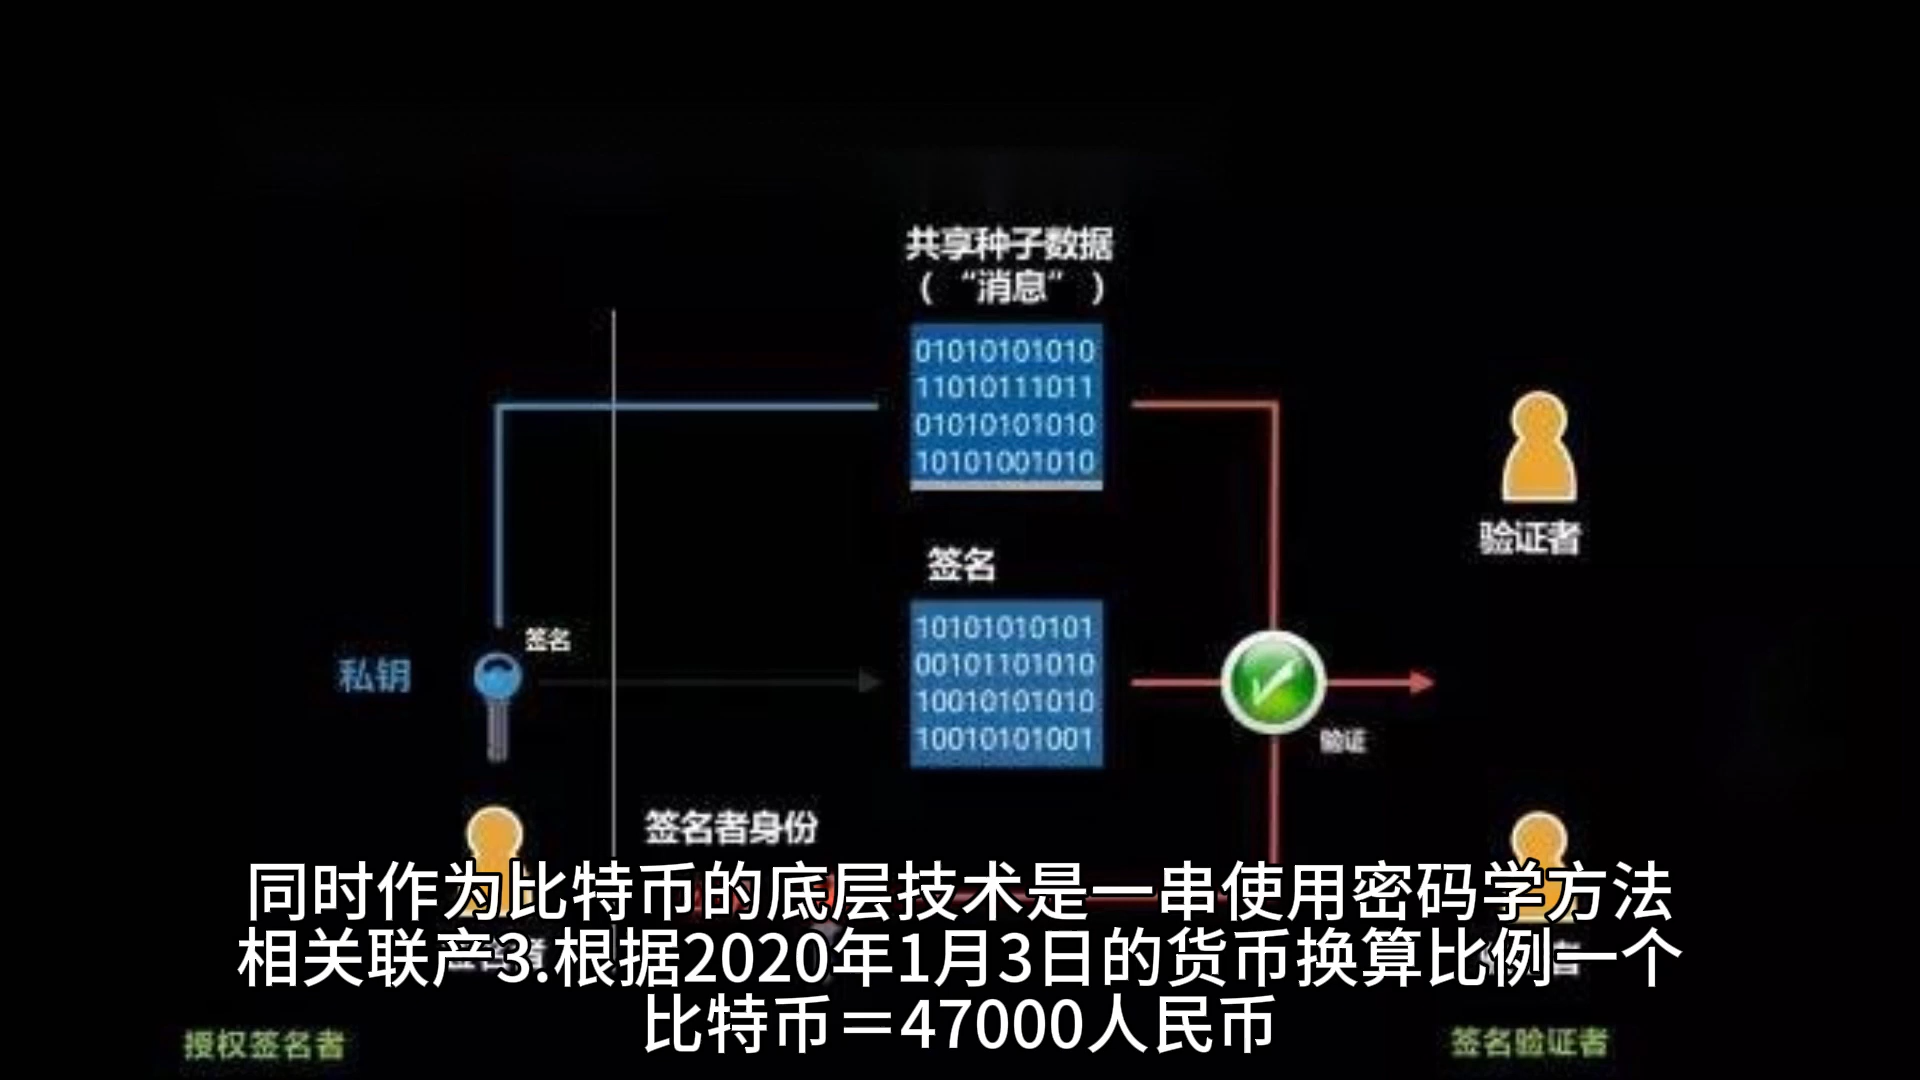 共享种子数据
（“消息”）
01010101010
11010111011
01010101010
10101001010
验证者
签名
10101010101
00101101010
10010101010
10010101001
签名
私钥
验证
签名者身份
同时作为比特币的底层技术是一串使用密码学方法
相关联产3.根据2020年1月3日的货币换算比例一个
比特币＝47000人民币
授权签名者
签名验证者